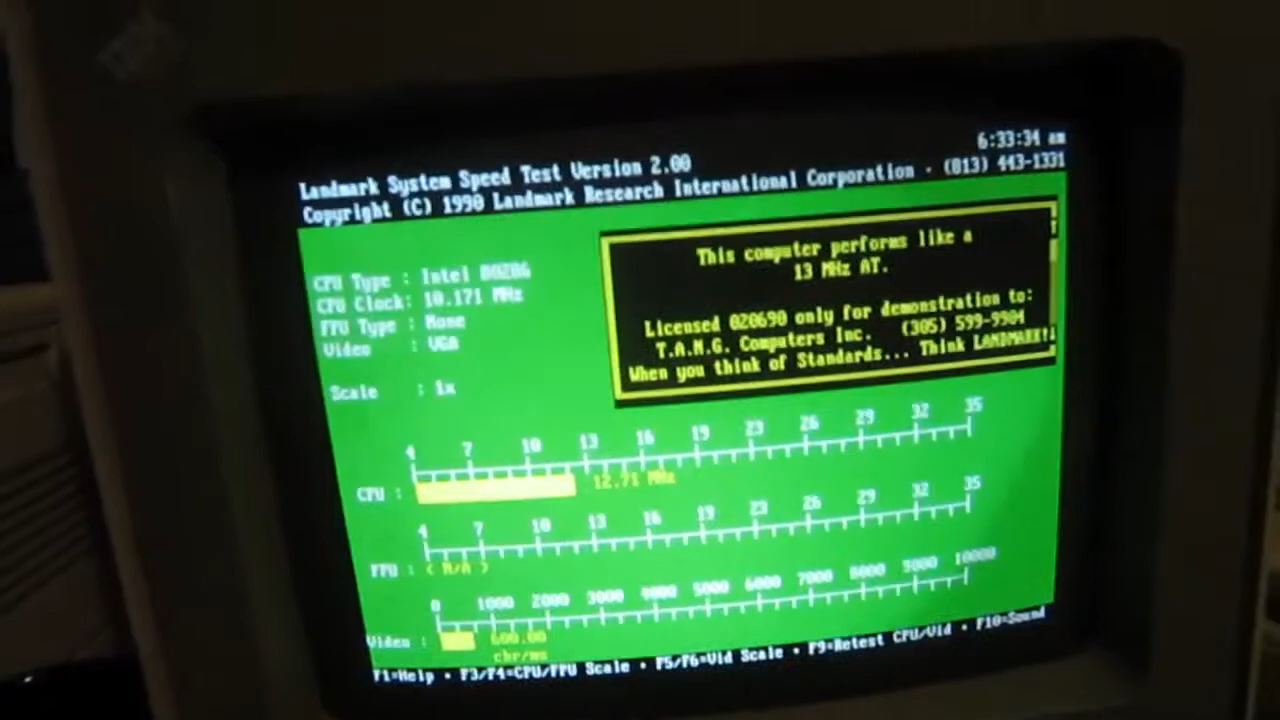 6:33:34 am
Landmark System Speed Test Version 2.00
Copyright (C) 1990 Landmark Research International Corporation · (813) 443-1331
This computer performs like a
13 MHz AT.
Licensed 020690 only for demonstration to:
T.A.N.G. Computers Inc. (305) 599-9904
When you think of Standards... Think LANDMARK!
CPU Type : Intel 80286
CPU Clock: 10.171 MHz
FPU Type : None
Video : VGA
Scale : 1x
4 7 10 13 16 19 23 26 29 32 35
CPU : 12.71 MHz
4 7 10 13 16 19 23 26 29 32 35
FPU : ( N/A )
0 1000 2000 3000 4000 5000 6000 7000 8000 9000 10000
Video : 600.00
chr/ms
F1=Help · F3/F4=CPU/FPU Scale · F5/F6=Vid Scale · F9=Retest CPU/Vid · F10=Sound